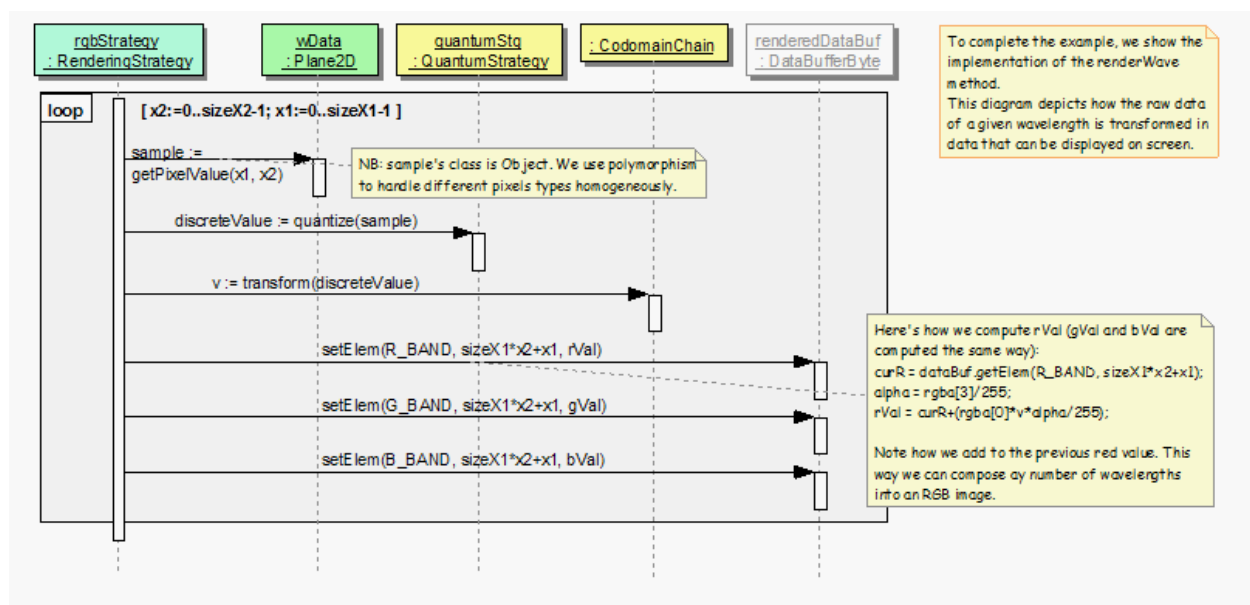 rgbStrategy
: RenderingStrategy
wData
: Plane2D
quantumStg
: QuantumStrategy
: CodomainChain
renderedDataBuf
: DataBufferByte
To complete the example, we show the
implementation of the renderWave
method.
This diagram depicts how the raw data
of a given wavelength is transformed in
data that can be displayed on screen.
loop
[ x2:=0..sizeX2-1; x1:=0..sizeX1-1 ]
sample :=
getPixelValue(x1, x2)
NB: sample's class is Object. We use polymorphism
to handle different pixels types homogeneously.
discreteValue := quantize(sample)
v := transform(discreteValue)
setElem(R_BAND, sizeX1*x2+x1, rVal)
setElem(G_BAND, sizeX1*x2+x1, gVal)
setElem(B_BAND, sizeX1*x2+x1, bVal)
Here's how we compute rVal (gVal and bVal are
computed the same way):
curR = dataBuf.getElem(R_BAND, sizeX1*x2+x1);
alpha = rgba[3]/255;
rVal = curR+(rgba[0]*v*alpha/255);
Note how we add to the previous red value. This
way we can compose ay number of wavelengths
into an RGB image.